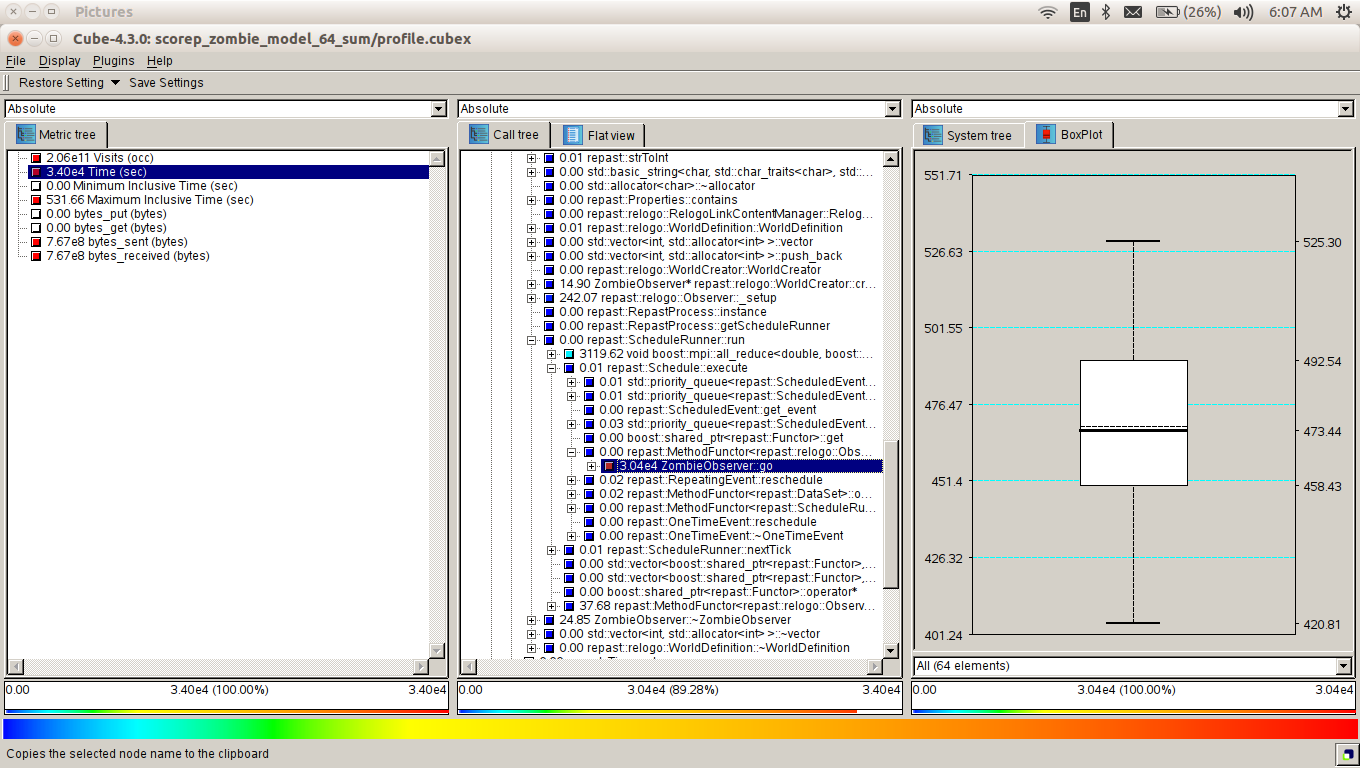 Pictures
En
(26%)
6:07 AM
Cube-4.3.0: scorep_zombie_model_64_sum/profile.cubex
File Display Plugins Help
Restore Setting Save Settings
Absolute
Metric tree
2.06e11 Visits (occ)
3.40e4 Time (sec)
0.00 Minimum Inclusive Time (sec)
531.66 Maximum Inclusive Time (sec)
0.00 bytes_put (bytes)
0.00 bytes_get (bytes)
7.67e8 bytes_sent (bytes)
7.67e8 bytes_received (bytes)
0.00 3.40e4 (100.00%) 3.40e4
Absolute
Call tree Flat view
0.01 repast::strToInt
0.00 std::basic_string<char, std::char_traits<char>, std::...
0.00 std::allocator<char>::~allocator
0.00 repast::Properties::contains
0.00 repast::relogo::RelogoLinkContentManager::Relog...
0.01 repast::relogo::WorldDefinition::WorldDefinition
0.00 std::vector<int, std::allocator<int> >::vector
0.00 std::vector<int, std::allocator<int> >::push_back
0.00 repast::relogo::WorldCreator::WorldCreator
14.90 ZombieObserver* repast::relogo::WorldCreator::cr...
242.07 repast::relogo::Observer::_setup
0.00 repast::RepastProcess::instance
0.00 repast::RepastProcess::getScheduleRunner
0.00 repast::ScheduleRunner::run
3119.62 void boost::mpi::all_reduce<double, boost::...
0.01 repast::Schedule::execute
0.01 std::priority_queue<repast::ScheduledEvent...
0.01 std::priority_queue<repast::ScheduledEvent...
0.00 repast::ScheduledEvent::get_event
0.03 std::priority_queue<repast::ScheduledEvent...
0.00 boost::shared_ptr<repast::Functor>::get
0.00 repast::MethodFunctor<repast::relogo::Obs...
3.04e4 ZombieObserver::go
0.02 repast::RepeatingEvent::reschedule
0.02 repast::MethodFunctor<repast::DataSet>::o...
0.00 repast::MethodFunctor<repast::ScheduleRu...
0.00 repast::OneTimeEvent::reschedule
0.00 repast::OneTimeEvent::~OneTimeEvent
0.01 repast::ScheduleRunner::nextTick
0.00 std::vector<boost::shared_ptr<repast::Functor>,...
0.00 std::vector<boost::shared_ptr<repast::Functor>,...
0.00 boost::shared_ptr<repast::Functor>::operator*
37.68 repast::MethodFunctor<repast::relogo::Observ...
24.85 ZombieObserver::~ZombieObserver
0.00 std::vector<int, std::allocator<int> >::~vector
0.00 repast::relogo::WorldDefinition::~WorldDefinition
0.00 3.04e4 (89.28%) 3.40e4
Absolute
System tree BoxPlot
551.71
526.63
501.55
476.47
451.4
426.32
401.24
525.30
492.54
473.44
458.43
420.81
All (64 elements)
0.00 3.04e4 (100.00%) 3.04e4
Copies the selected node name to the clipboard